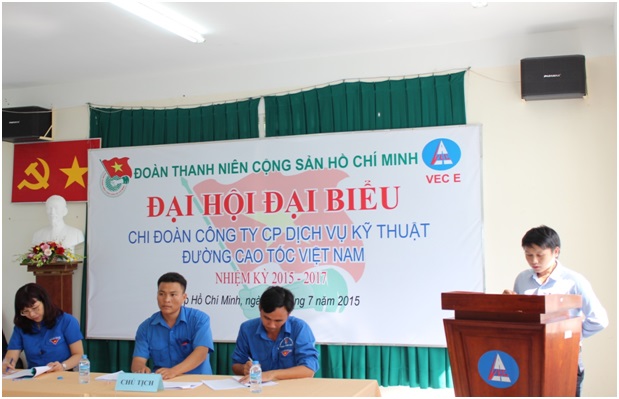 ĐOÀN THANH NIÊN CỘNG SẢN HỒ CHÍ MINH
VEC E
ĐẠI HỘI ĐẠI BIỂU
CHI ĐOÀN CÔNG TY CP DỊCH VỤ KỸ THUẬT
ĐƯỜNG CAO TỐC VIỆT NAM
NHIỆM KỲ 2015 - 2017
Hồ Chí Minh, ngày 7 năm 2015
CHỦ TỊCH